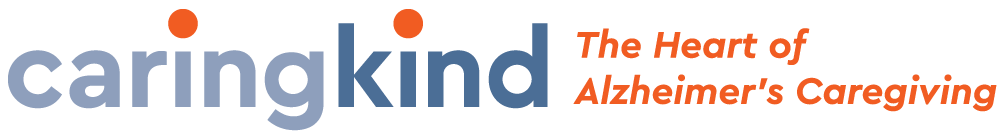 caringkind
The Heart of
Alzheimer's Caregiving